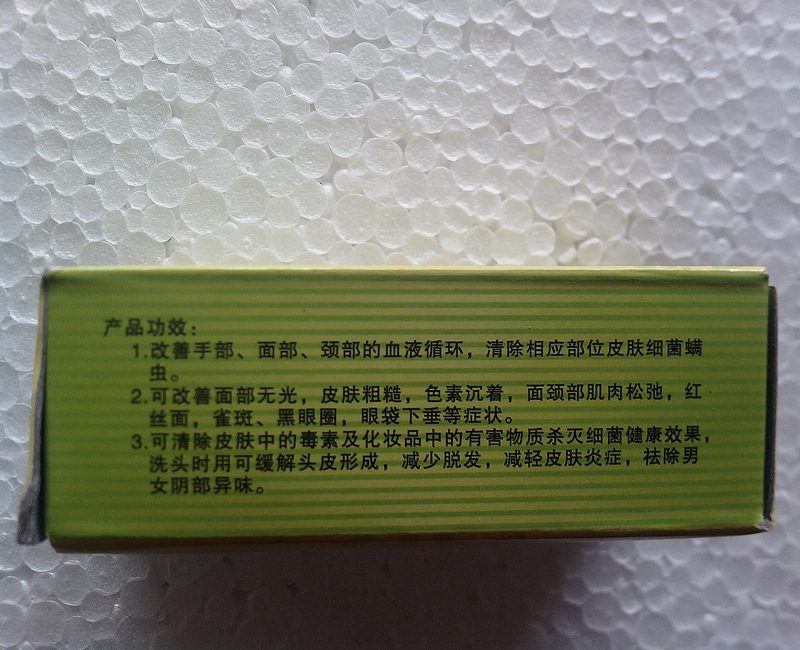 产品功效：
1.改善手部、面部、颈部的血液循环，清除相应部位皮肤细菌螨
虫。
2.可改善面部无光，皮肤粗糙，色素沉着，面颈部肌肉松弛，红
丝面，雀斑、黑眼圈，眼袋下垂等症状。
3.可清除皮肤中的毒素及化妆品中的有害物质杀灭细菌健康效果，
洗头时用可缓解头皮形成，减少脱发，减轻皮肤炎症，祛除男
女阴部异味。